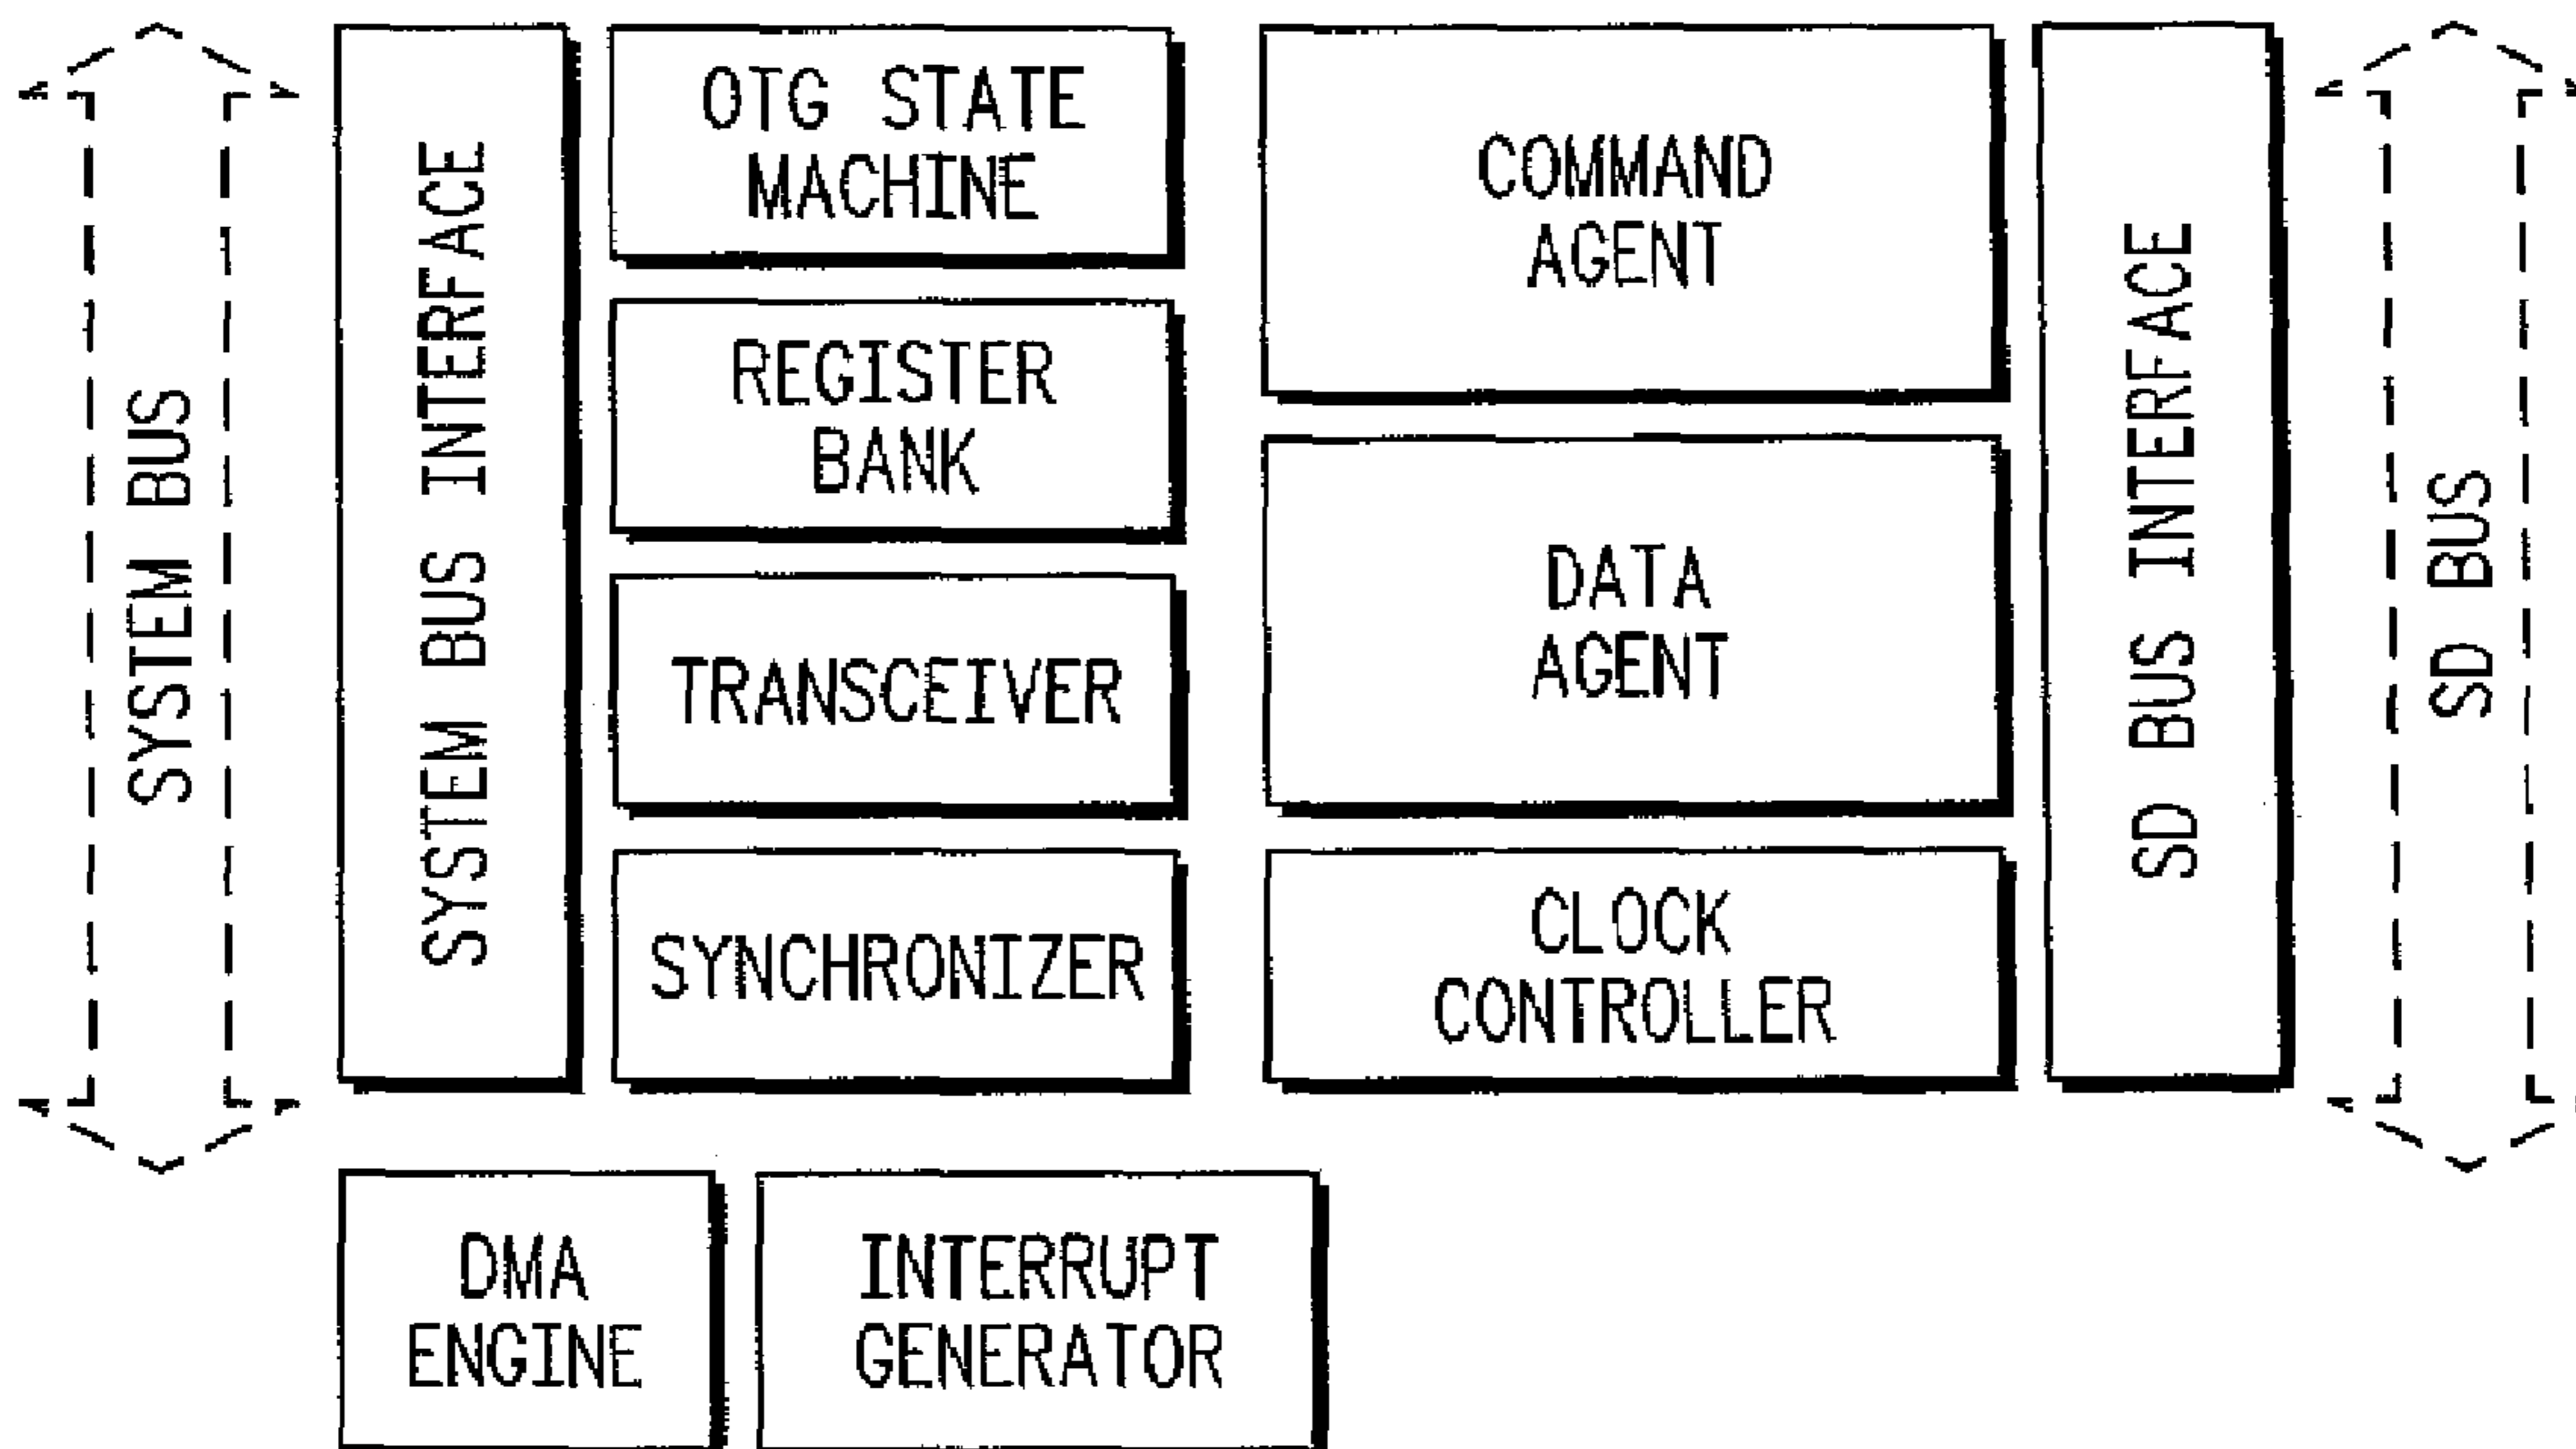 SYSTEM BUS
SYSTEM BUS INTERFACE
OTG STATE
MACHINE
REGISTER
BANK
TRANSCEIVER
SYNCHRONIZER
COMMAND
AGENT
DATA
AGENT
CLOCK
CONTROLLER
SD BUS INTERFACE
SD BUS
DMA
ENGINE
INTERRUPT
GENERATOR